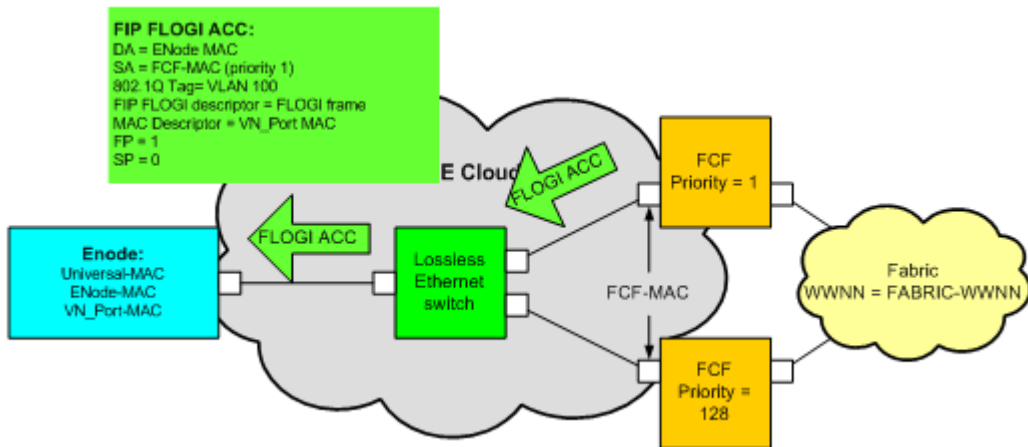 FIP FLOGI ACC:
DA = ENode MAC
SA = FCF-MAC (priority 1)
802.1Q Tag= VLAN 100
FIP FLOGI descriptor = FLOGI frame
MAC Descriptor = VN_Port MAC
FP = 1
SP = 0
E Cloud
FLOGI ACC
FCF
Priority = 1
FLOGI ACC
Enode:
Universal-MAC
ENode-MAC
VN_Port-MAC
Lossless
Ethernet
switch
FCF-MAC
Fabric
WWNN = FABRIC-WWNN
FCF
Priority =
128